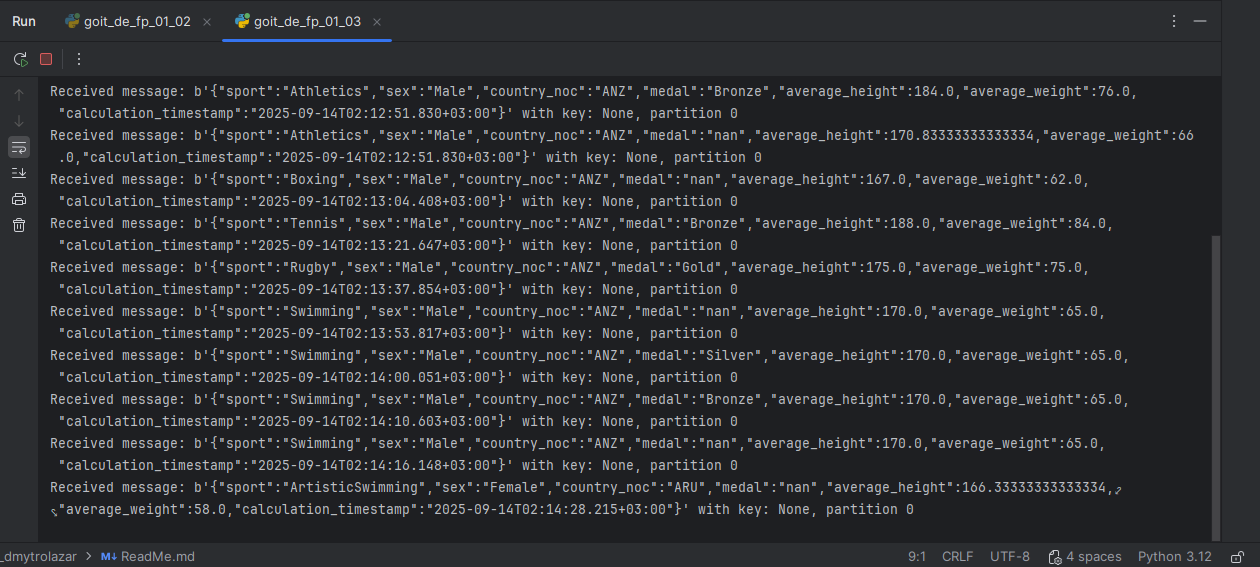 Run goit_de_fp_01_02 goit_de_fp_01_03
Received message: b'{"sport":"Athletics","sex":"Male","country_noc":"ANZ","medal":"Bronze","average_height":184.0,"average_weight":76.0,
"calculation_timestamp":"2025-09-14T02:12:51.830+03:00"}' with key: None, partition 0
Received message: b'{"sport":"Athletics","sex":"Male","country_noc":"ANZ","medal":"nan","average_height":170.83333333333334,"average_weight":66
.0,"calculation_timestamp":"2025-09-14T02:12:51.830+03:00"}' with key: None, partition 0
Received message: b'{"sport":"Boxing","sex":"Male","country_noc":"ANZ","medal":"nan","average_height":167.0,"average_weight":62.0,
"calculation_timestamp":"2025-09-14T02:13:04.408+03:00"}' with key: None, partition 0
Received message: b'{"sport":"Tennis","sex":"Male","country_noc":"ANZ","medal":"Bronze","average_height":188.0,"average_weight":84.0,
"calculation_timestamp":"2025-09-14T02:13:21.647+03:00"}' with key: None, partition 0
Received message: b'{"sport":"Rugby","sex":"Male","country_noc":"ANZ","medal":"Gold","average_height":175.0,"average_weight":75.0,
"calculation_timestamp":"2025-09-14T02:13:37.854+03:00"}' with key: None, partition 0
Received message: b'{"sport":"Swimming","sex":"Male","country_noc":"ANZ","medal":"nan","average_height":170.0,"average_weight":65.0,
"calculation_timestamp":"2025-09-14T02:13:53.817+03:00"}' with key: None, partition 0
Received message: b'{"sport":"Swimming","sex":"Male","country_noc":"ANZ","medal":"Silver","average_height":170.0,"average_weight":65.0,
"calculation_timestamp":"2025-09-14T02:14:00.051+03:00"}' with key: None, partition 0
Received message: b'{"sport":"Swimming","sex":"Male","country_noc":"ANZ","medal":"Bronze","average_height":170.0,"average_weight":65.0,
"calculation_timestamp":"2025-09-14T02:14:10.603+03:00"}' with key: None, partition 0
Received message: b'{"sport":"Swimming","sex":"Male","country_noc":"ANZ","medal":"nan","average_height":170.0,"average_weight":65.0,
"calculation_timestamp":"2025-09-14T02:14:16.148+03:00"}' with key: None, partition 0
Received message: b'{"sport":"ArtisticSwimming","sex":"Female","country_noc":"ARU","medal":"nan","average_height":166.33333333333334,
"average_weight":58.0,"calculation_timestamp":"2025-09-14T02:14:28.215+03:00"}' with key: None, partition 0
_dmytrolazar > M↓ ReadMe.md 9:1 CRLF UTF-8 4 spaces Python 3.12